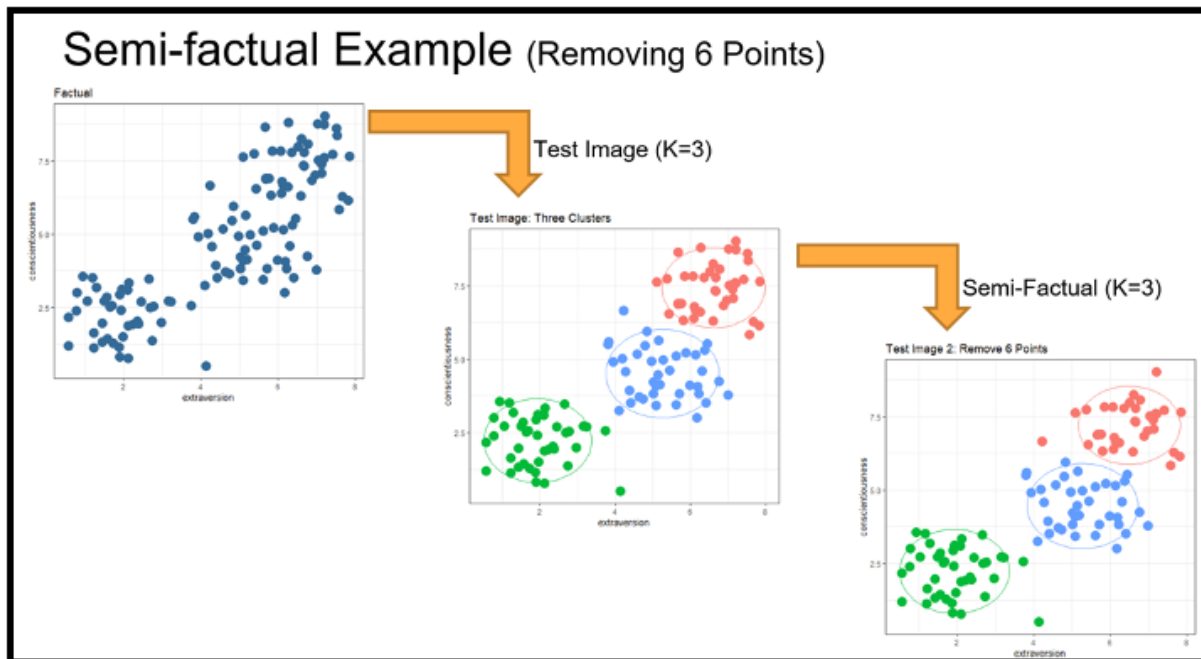 Semi-factual Example (Removing 6 Points)
Factual
conscientiousness
7.5
5.0
2.5
2
4
6
8
extraversion
Test Image (K=3)
Test Image: Three Clusters
conscientiousness
7.5
5.0
2.5
2
4
6
8
extraversion
Semi-Factual (K=3)
Test Image 2: Remove 6 Points
conscientiousness
7.5
5.0
2.5
2
4
6
8
extraversion